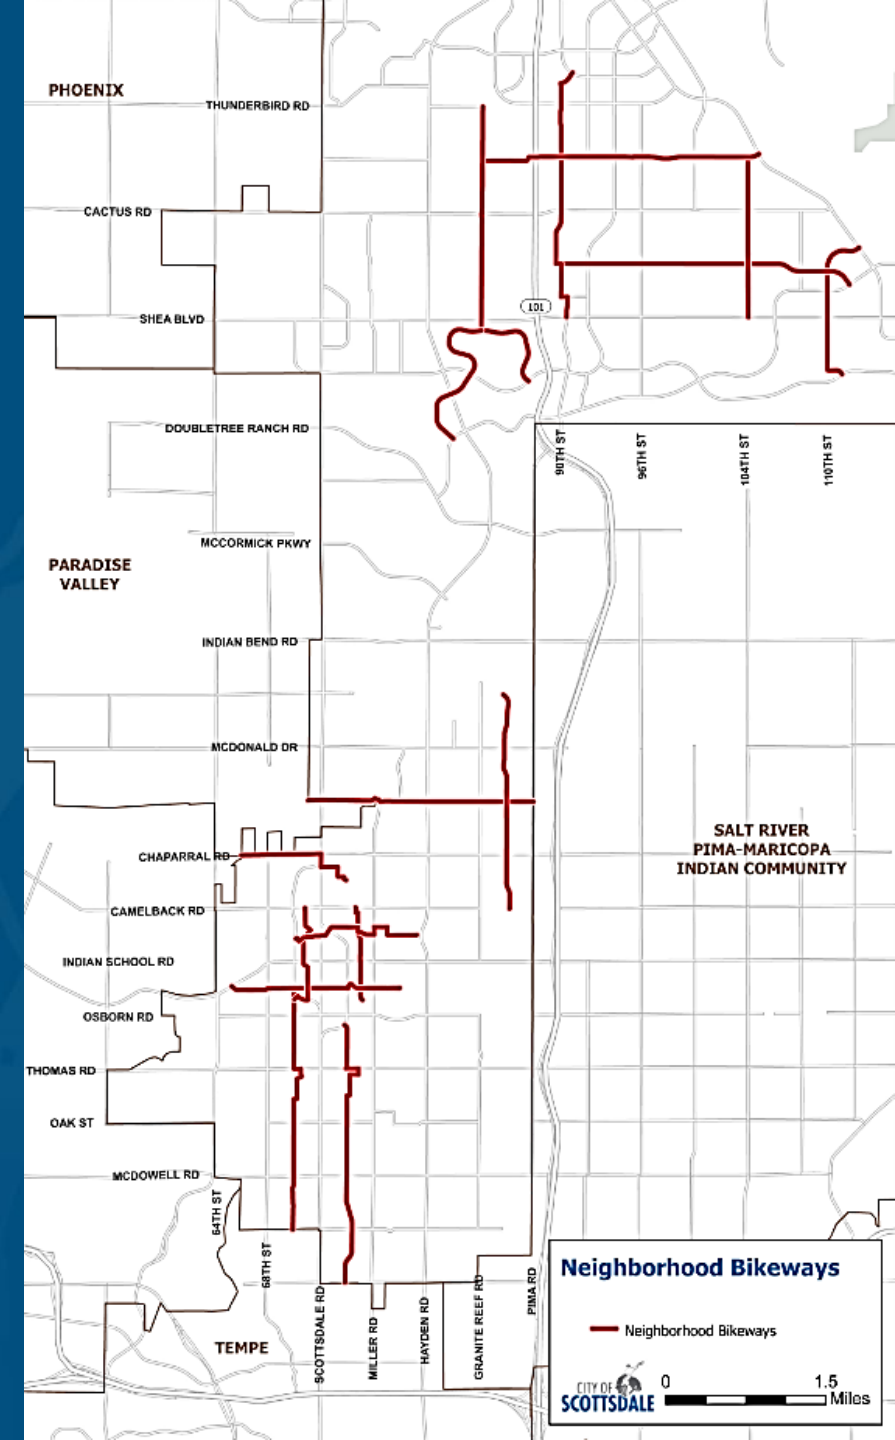 PHOENIX
THUNDERBIRD RD
CACTUS RD
101
SHEA BLVD
DOUBLETREE RANCH RD
90TH ST
96TH ST
104TH ST
110TH ST
MCCORMICK PKWY
PARADISE
VALLEY
INDIAN BEND RD
MCDONALD DR
SALT RIVER
PIMA-MARICOPA
INDIAN COMMUNITY
CHAPARRAL RD
CAMELBACK RD
INDIAN SCHOOL RD
OSBORN RD
THOMAS RD
OAK ST
MCDOWELL RD
64TH ST
68TH ST
SCOTTSDALE RD
MILLER RD
HAYDEN RD
GRANITE REEF RD
PIMA RD
TEMPE
Neighborhood Bikeways
Neighborhood Bikeways
CITY OF
SCOTTSDALE
0 1.5
Miles